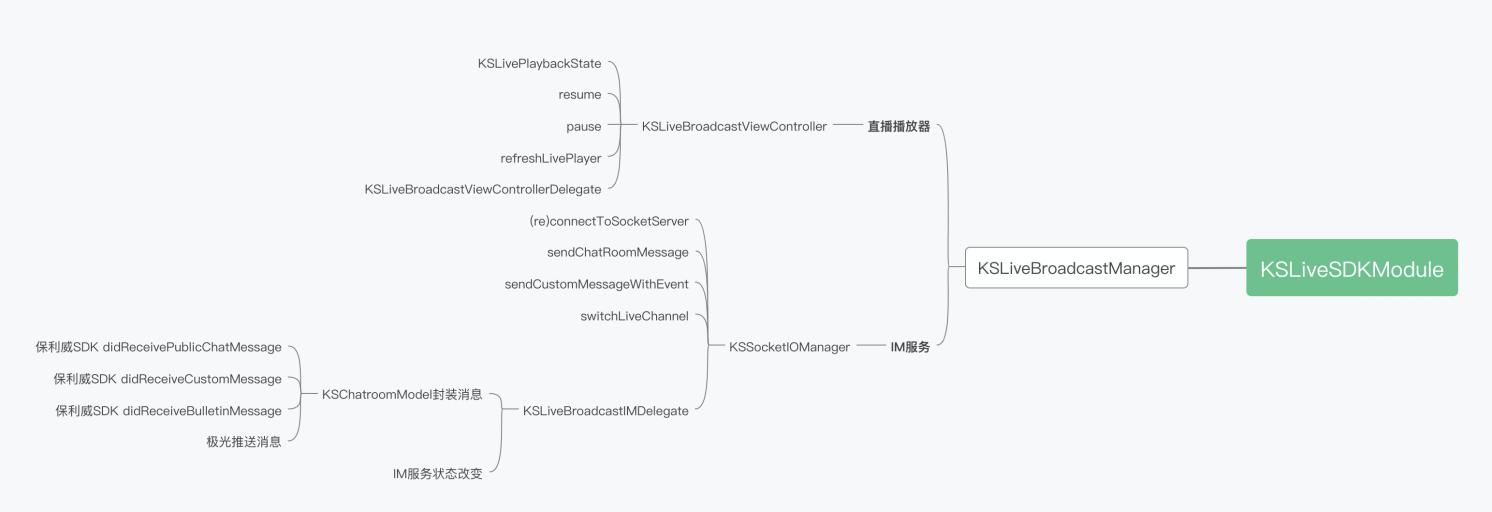 KSLivePlaybackState
resume
pause
refreshLivePlayer
KSLiveBroadcastViewControllerDelegate
KSLiveBroadcastViewController
直播播放器
(re)connectToSocketServer
sendChatRoomMessage
sendCustomMessageWithEvent
switchLiveChannel
KSLiveBroadcastManager
KSLiveSDKModule
KSSocketIOManager
IM服务
保利威SDK didReceivePublicChatMessage
保利威SDK didReceiveCustomMessage
保利威SDK didReceiveBulletinMessage
极光推送消息
KSChatroomModel封装消息
KSLiveBroadcastIMDelegate
IM服务状态改变